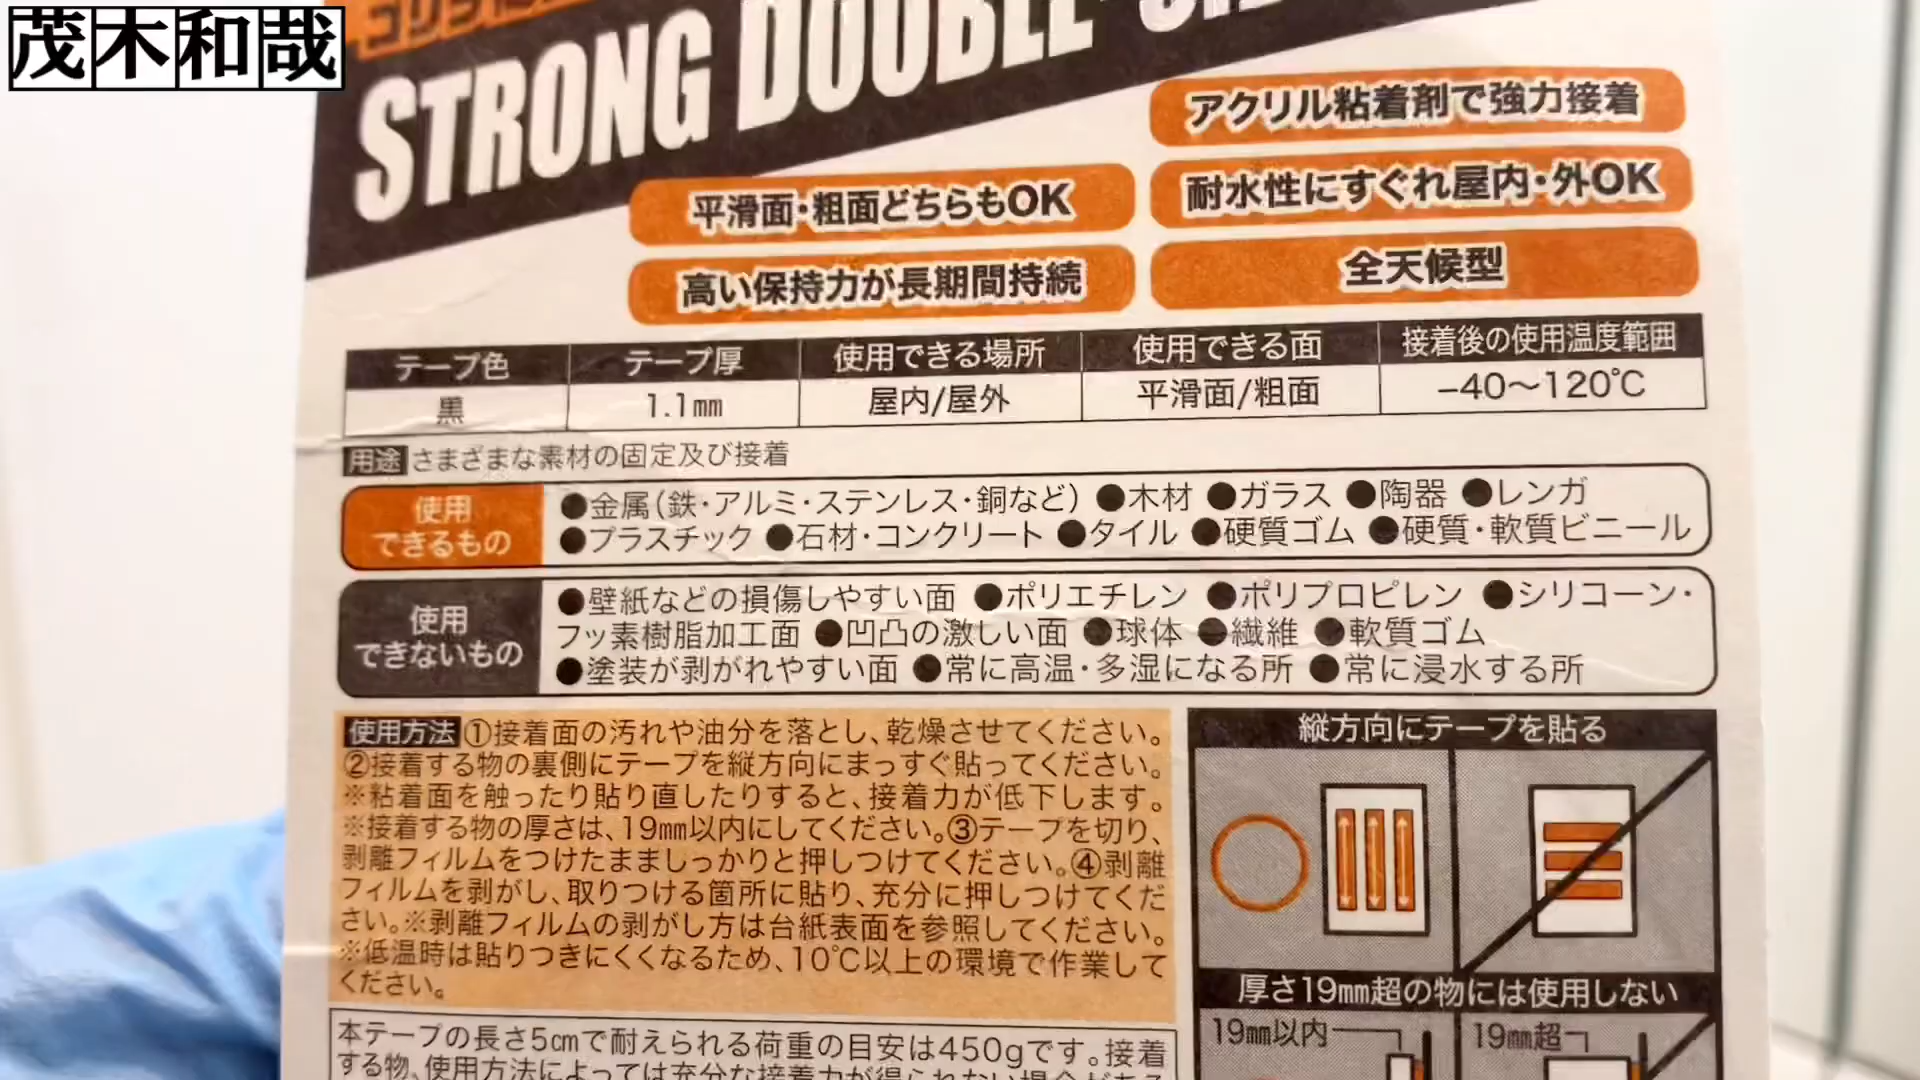 茂木和哉
STRONG DOUBLE
アクリル粘着剤で強力接着
平滑面・粗面どちらもOK
耐水性にすぐれ屋内・外OK
高い保持力が長期間持続
全天候型
テープ色 テープ厚 使用できる場所 使用できる面 接着後の使用温度範囲
黒 1.1㎜ 屋内/屋外 平滑面/粗面 −40〜120℃
用途 さまざまな素材の固定及び接着
使用
できるもの
●金属(鉄・アルミ・ステンレス・銅など) ●木材 ●ガラス ●陶器 ●レンガ
●プラスチック ●石材・コンクリート ●タイル ●硬質ゴム ●硬質・軟質ビニール
使用
できないもの
●壁紙などの損傷しやすい面 ●ポリエチレン ●ポリプロピレン ●シリコーン・
フッ素樹脂加工面 ●凹凸の激しい面 ●球体 ●繊維 ●軟質ゴム
●塗装が剥がれやすい面 ●常に高温・多湿になる所 ●常に浸水する所
使用方法 ①接着面の汚れや油分を落とし、乾燥させてください。
②接着する物の裏側にテープを縦方向にまっすぐ貼ってください。
※粘着面を触ったり貼り直したりすると、接着力が低下します。
※接着する物の厚さは、19㎜以内にしてください。③テープを切り、
剥離フィルムをつけたまましっかりと押しつけてください。④剥離
フィルムを剥がし、取りつける箇所に貼り、充分に押しつけてくだ
さい。※剥離フィルムの剥がし方は台紙表面を参照してください。
※低温時は貼りつきにくくなるため、10℃以上の環境で作業して
ください。
本テープの長さ5㎝で耐えられる荷重の目安は450gです。接着
する物、使用方法によっては充分な接着力が得られない場合がある
縦方向にテープを貼る
厚さ19㎜超の物には使用しない
19㎜以内 19㎜超